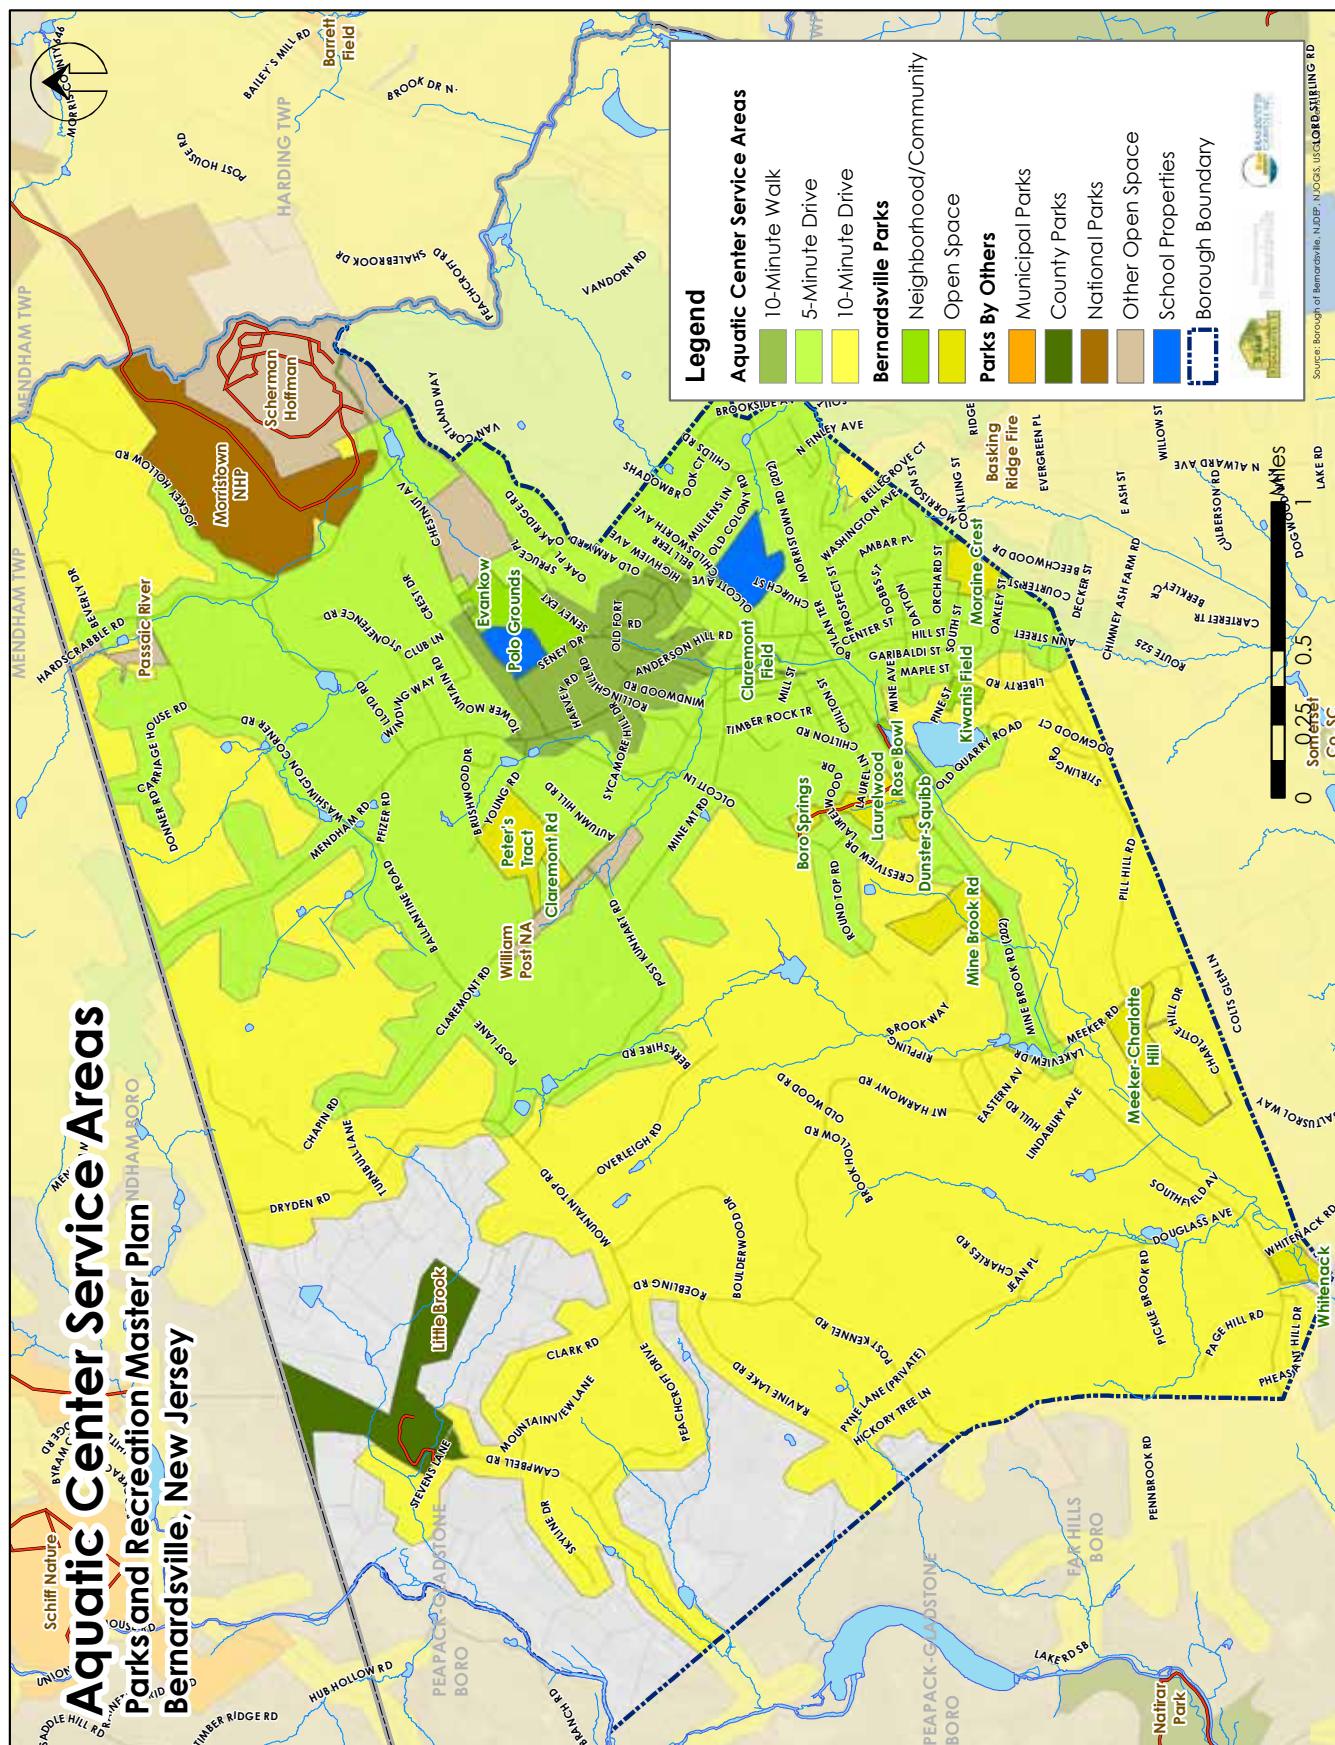 Aquatic Center Service Areas
Parks and Recreation Master Plan
Bernardsville, New Jersey
Legend
Aquatic Center Service Areas
10-Minute Walk
5-Minute Drive
10-Minute Drive
Bernardsville Parks
Neighborhood/Community
Open Space
Parks By Others
Municipal Parks
County Parks
National Parks
Other Open Space
School Properties
Borough Boundary
0
0.25
0.5
1
Miles
MENDHAM TWP
MENDHAM TWP
HARDING TWP
PEAPACK-GLADSTONE
BORO
PEAPACK-GLADSTONE
BORO
FAR HILLS
BORO
Schiff Nature
Barrett
Field
Scherman
Hoffman
Morristown
NHP
Passaic River
Evankow
Polo Grounds
Peter's
Tract
Claremont Rd
William
Post NA
Claremont
Field
Boro Springs
Laurelwood
Rose Bowl
Dunster-Squibb
Kiwanis Field
Moraine Crest
Basking
Ridge Fire
Mine Brook Rd
Meeker-Charlotte
Hill
Whitenack
Little Brook
Natirar
Park
Somerset
BAILEY'S MILL RD
BROOK DR N.
POST HOUSE RD
SHALEBROOK DR
PEACHCROFT RD
VANDORN RD
JOCKEY HOLLOW RD
BEVERLY DR
HARDSCRABBLE RD
CARRIAGE HOUSE RD
DONNER RD
WASHINGTON CORNER RD
MENDHAM RD
PFIZER RD
BALLANTINE ROAD
LLOYD RD
WINDING WAY
CLUB LN
STONEFENCE RD
CREST DR
CHESTNUT AV
VAN CORTLAND WAY
TOWER MOUNTAIN RD
OAK RIDGE RD
SPRUCE PL
OAK PL
OLD ARMY RD
HIGHVIEW AVE
SENEY EXT
SENEY DR
OLD FORT
RD
ANDERSON HILL RD
WINDWOOD RD
ROLLING HILL RD
HARVEY RD
SYCAMORE HILL DR
BRUSHWOOD DR
YOUNG RD
AUTUMN HILL RD
OLCOTT LN
MINE MT RD
POST KUNHART RD
CLAREMONT RD
POST LANE
BERKSHIRE RD
CHAPIN RD
TURNBULL LANE
DRYDEN RD
MOUNTAIN TOP RD
OVERLEIGH RD
BOULDERWOOD DR
ROEBLING RD
CLARK RD
MOUNTAINVIEW LANE
CAMPBELL RD
STEVENS LANE
SKYLINE DR
PEACHCROFT DRIVE
RAVINE LAKE RD
POST KENNEL RD
PYNE LANE (PRIVATE)
HICKORY TREE LN
HUB HOLLOW RD
TIMBER RIDGE RD
BRANCH RD
LAKE RD SB
PENNBROOK RD
OLD WOOD RD
BROOK HOLLOW RD
MT HARMONY RD
RIPPLING
BROOK WAY
EASTERN AV
HULL RD
LINDABURY AVE
LAKEVIEW DR
MEEKER RD
MINE BROOK RD (202)
CHARLOTTE HILL DR
COLTS GLEN LN
SOUTHFIELD AV
DOUGLASS AVE
WHITENACK RD
PICKLE BROOK RD
PAGE HILL RD
PHEASANT HILL DR
CHARLES RD
JEAN PL
PILL HILL RD
ROUND TOP RD
CRESTVIEW DR
LAUREL LN
CHILTON RD
CHILTON ST
TIMBER ROCK TR
MILL ST
OLD QUARRY ROAD
STIRLING
DOGWOOD CT
LIBERTY RD
PINE ST
MINE AVE
MAPLE ST
GARIBALDI ST
HILL ST
SOUTH ST
CENTER ST
BOYLAN TER
PROSPECT ST
DOBBS ST
DAYTON
ORCHARD ST
AMBAR PL
WASHINGTON AVE
MORRISTOWN RD (202)
CHURCH ST
OLCOTT AVE
OLD COLONY RD
MULLENS LN
CHILDS RD
N FINLEY AVE
BELLEGROVE CT
MORRISON ST
CONKLING ST
EVERGREEN PL
OAKLEY ST
ANN STREET
BEECHWOOD DR
DECKER ST
E ASH ST
CHIMNEY ASH FARM RD
ROUTE 525
BERKLEY
CR
CARTERET TR
CULBERSON RD
N ALWARD AVE
WILLOW ST
LAKE RD
LORD STIRLING RD